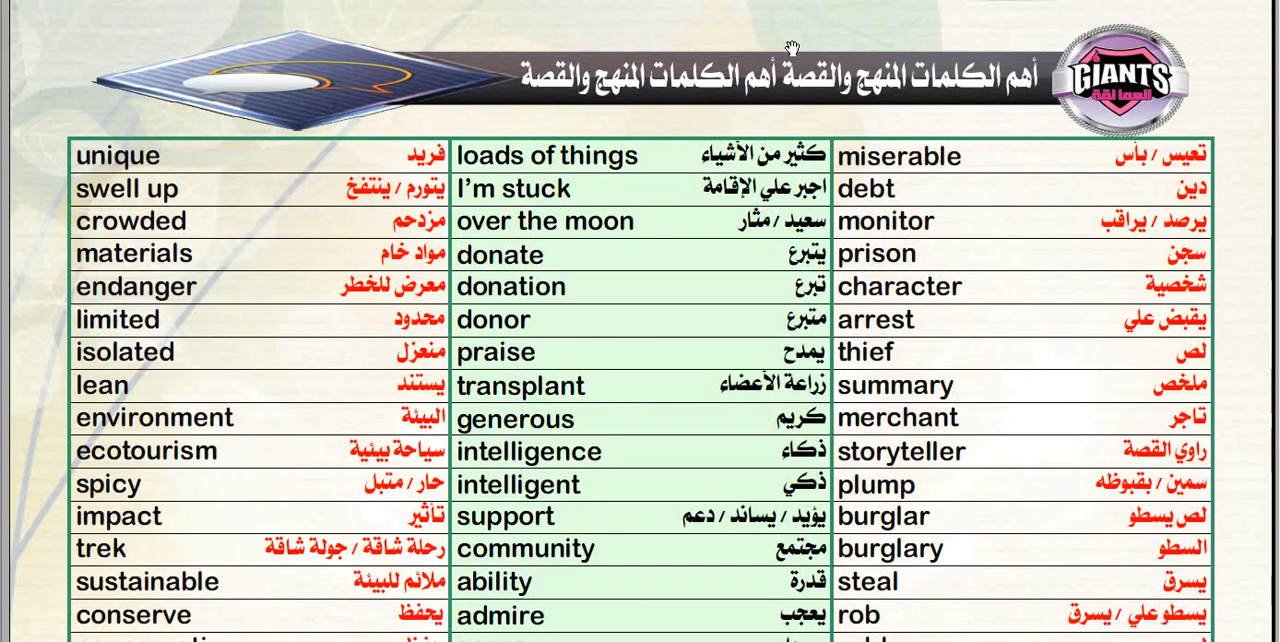 أهم الكلمات المنهج والقصة أهم الكلمات المنهج والقصة
GIANTS
العمالقة
unique فريد loads of things كثير من الأشياء miserable تعيس / بأس
swell up يتورم / ينتفخ I'm stuck اجبر علي الإقامة debt دين
crowded مزدحم over the moon سعيد / مثار monitor يرصد / يراقب
materials مواد خام donate يتبرع prison سجن
endanger معرض للخطر donation تبرع character شخصية
limited محدود donor متبرع arrest يقبض علي
isolated منعزل praise يمدح thief لص
lean يستند transplant زراعة الأعضاء summary ملخص
environment البيئة generous كريم merchant تاجر
ecotourism سياحة بيئية intelligence ذكاء storyteller راوي القصة
spicy حار / متبل intelligent ذكي plump سمين / بقبوظه
impact تأثير support يؤيد / يساند / دعم burglar لص يسطو
trek رحلة شاقة / جولة شاقة community مجتمع burglary السطو
sustainable ملائم للبيئة ability قدرة steal يسرق
conserve يحفظ admire يعجب rob يسطو علي / يسرق